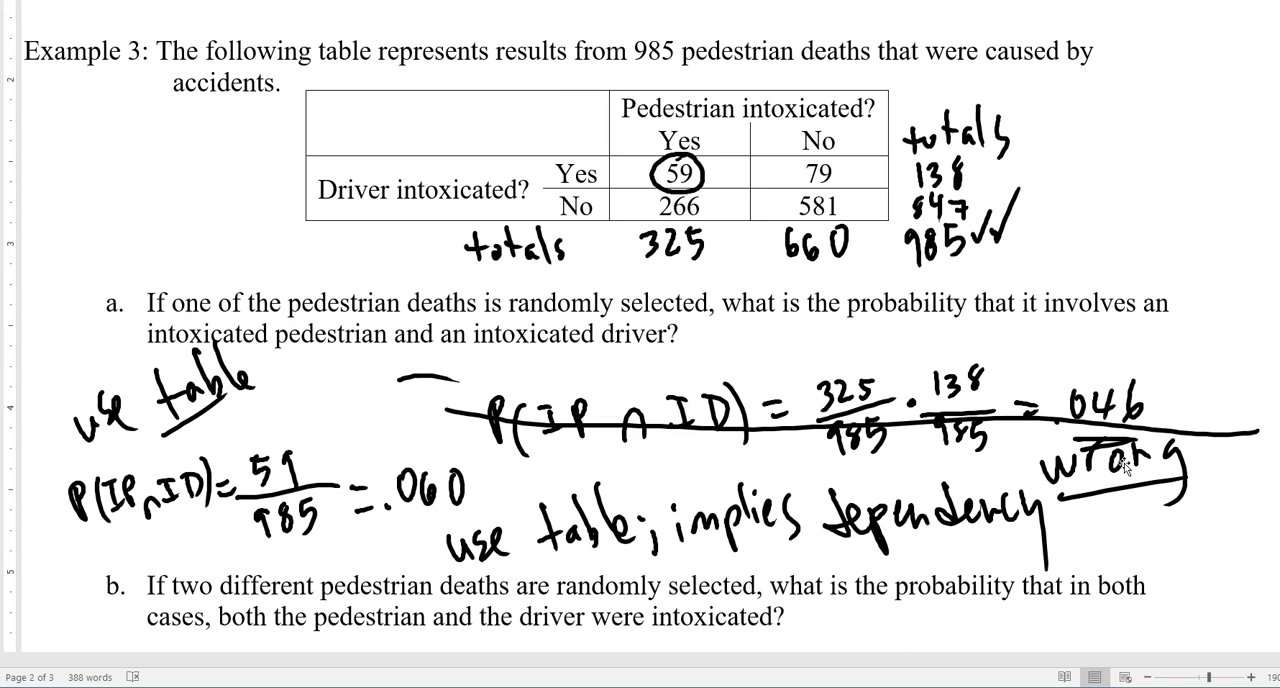 Example 3: The following table represents results from 985 pedestrian deaths that were caused by
accidents.
Pedestrian intoxicated?
Yes No totals
Driver intoxicated? Yes 59 79 138
No 266 581 847
totals 325 660 985 ✓✓
a. If one of the pedestrian deaths is randomly selected, what is the probability that it involves an
intoxicated pedestrian and an intoxicated driver?
use table
P(IP ∩ ID) = 325/985 · 138/985 = .046
wrong
P(IP ∩ ID) = 59/985 = .060
use table; implies dependency
b. If two different pedestrian deaths are randomly selected, what is the probability that in both
cases, both the pedestrian and the driver were intoxicated?
Page 2 of 3 388 words
190